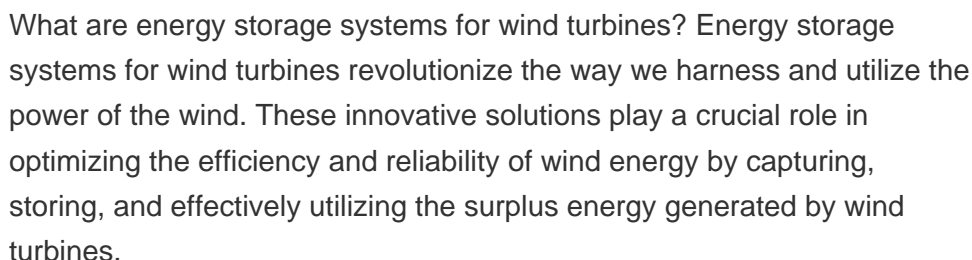 What are energy storage systems for wind turbines? Energy storage
systems for wind turbines revolutionize the way we harness and utilize the
power of the wind. These innovative solutions play a crucial role in
optimizing the efficiency and reliability of wind energy by capturing,
storing, and effectively utilizing the surplus energy generated by wind
turbines.